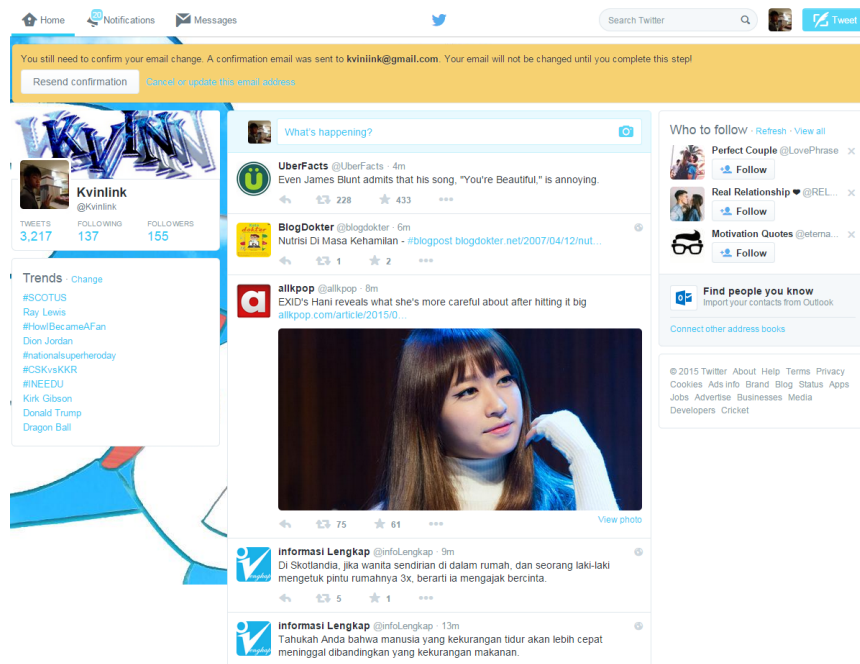 Home
20
Notifications
Messages
Search Twitter
Tweet
You still need to confirm your email change. A confirmation email was sent to kviniink@gmail.com. Your email will not be changed until you complete this step!
Resend confirmation
Cancel or update this email address
KVINN
Kvinlink
@Kvinlink
TWEETS FOLLOWING FOLLOWERS
3,217 137 155
Trends · Change
#SCOTUS
Ray Lewis
#HowIBecameAFan
Dion Jordan
#nationalsuperheroday
#CSKvsKKR
#INEEDU
Kirk Gibson
Donald Trump
Dragon Ball
What's happening?
UberFacts @UberFacts · 4m
Even James Blunt admits that his song, "You're Beautiful," is annoying.
228 433
BlogDokter @blogdokter · 6m
Nutrisi Di Masa Kehamilan - #blogpost blogdokter.net/2007/04/12/nut...
1 2
allkpop @allkpop · 8m
EXID's Hani reveals what she's more careful about after hitting it big
allkpop.com/article/2015/0...
75 61
View photo
informasi Lengkap @infoLengkap · 9m
Di Skotlandia, jika wanita sendirian di dalam rumah, dan seorang laki-laki
mengetuk pintu rumahnya 3x, berarti ia mengajak bercinta.
5 1
informasi Lengkap @infoLengkap · 13m
Tahukah Anda bahwa manusia yang kekurangan tidur akan lebih cepat
meninggal dibandingkan yang kekurangan makanan.
Who to follow · Refresh · View all
Perfect Couple @LovePhrase
Follow
Real Relationship ❤ @REL...
Follow
Motivation Quotes @eterna...
Follow
Find people you know
Import your contacts from Outlook
Connect other address books
© 2015 Twitter About Help Terms Privacy
Cookies Ads info Brand Blog Status Apps
Jobs Advertise Businesses Media
Developers Cricket